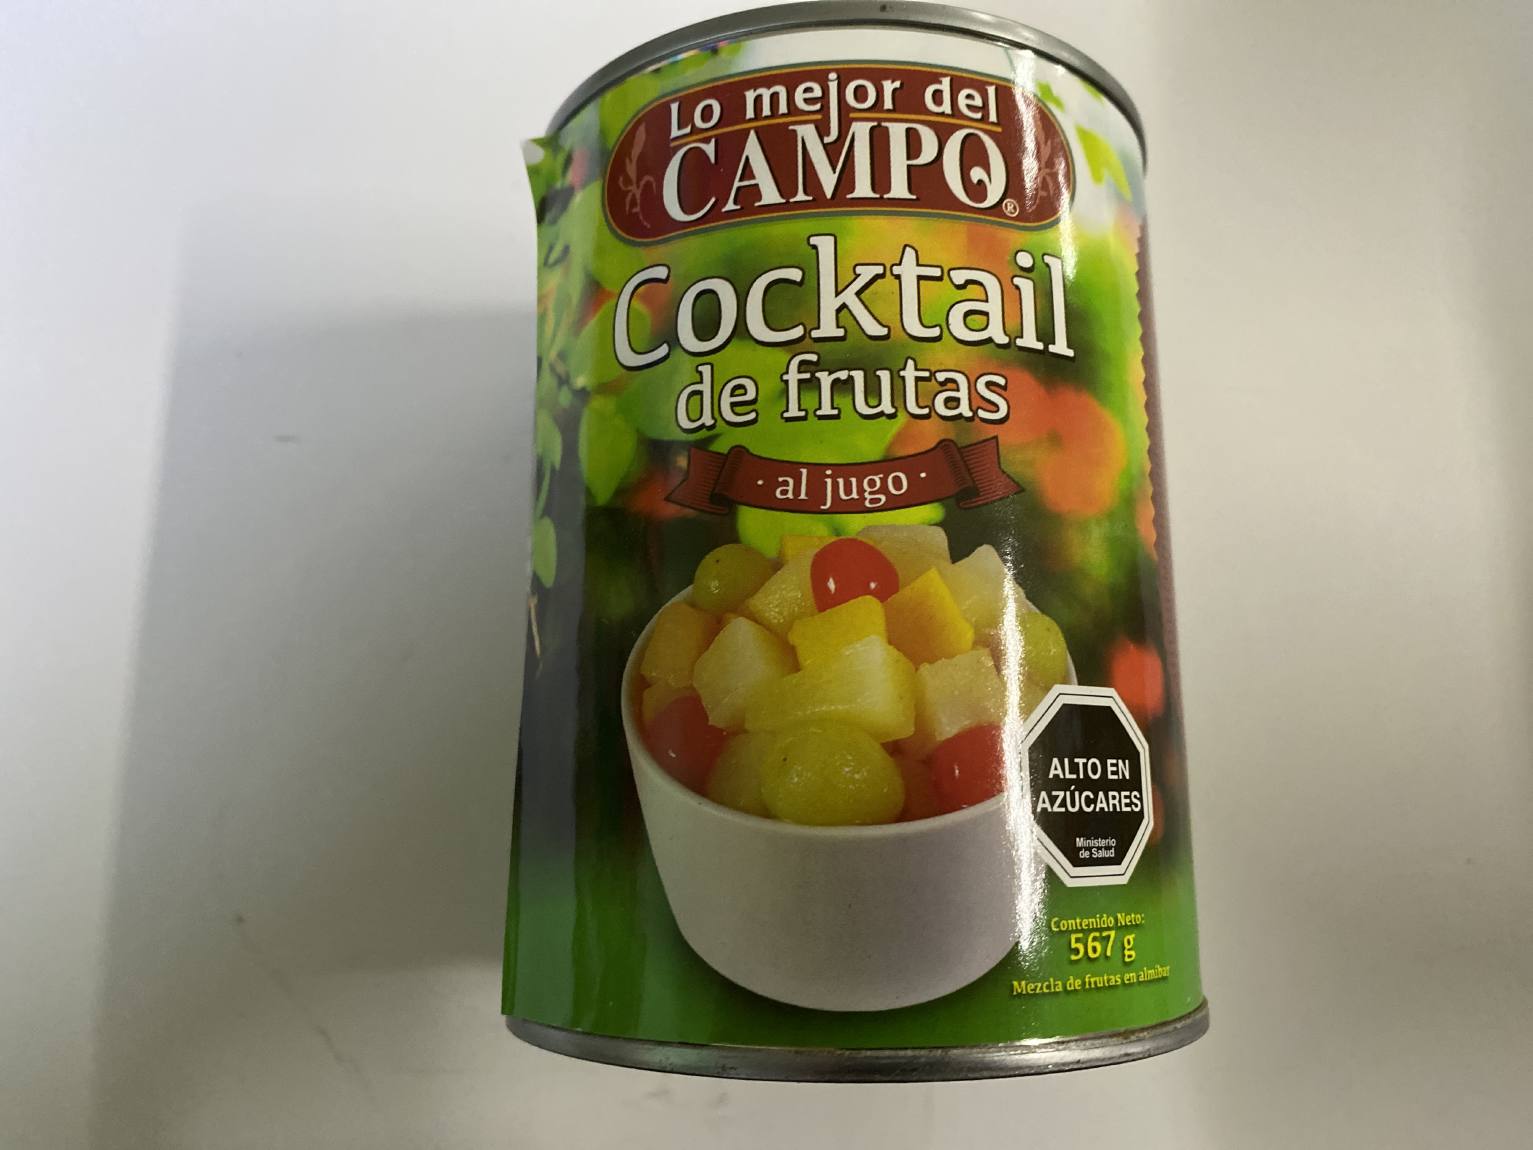 Lo mejor del
CAMPO®
Cocktail
de frutas
· al jugo ·
ALTO EN
AZÚCARES
Ministerio
de Salud
Contenido Neto:
567 g
Mezcla de frutas en almíbar